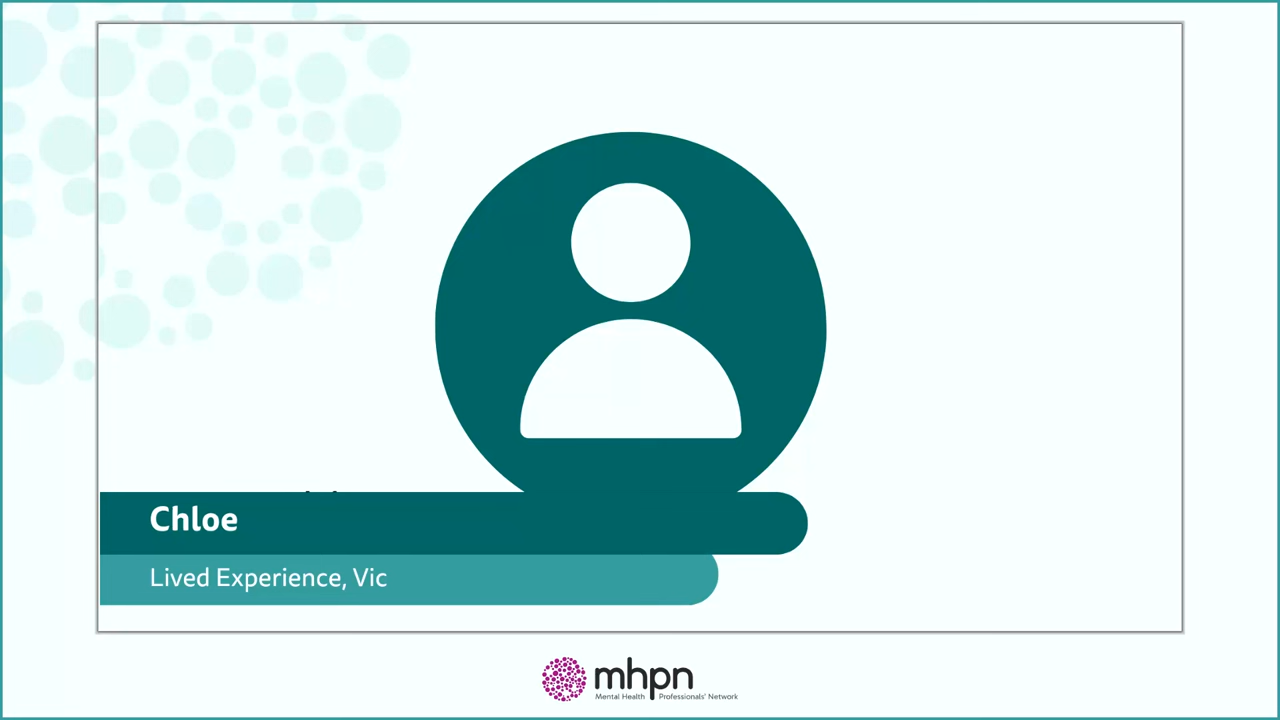 Chloe
Lived Experience, Vic
mhpn
Mental Health Professionals' Network